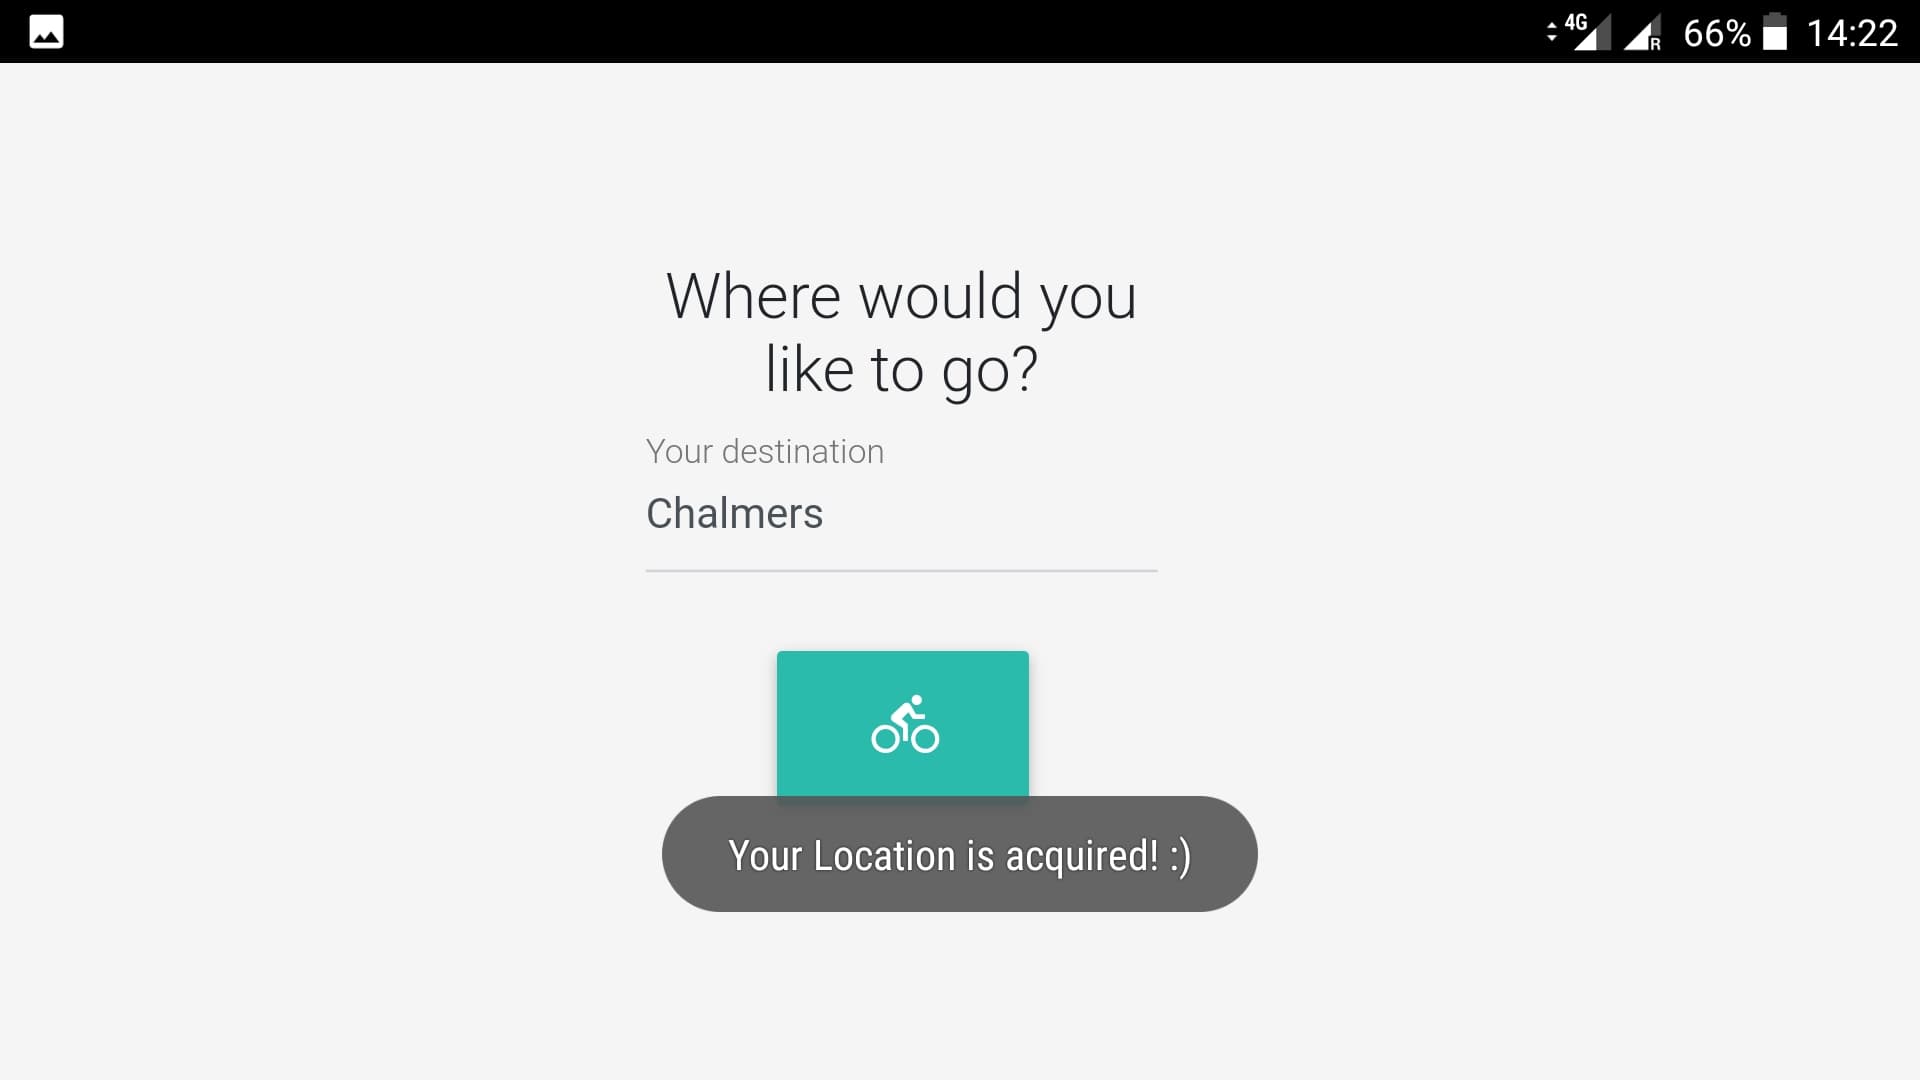 4G R 66% 14:22
Where would you
like to go?
Your destination
Chalmers
Your Location is acquired! :)